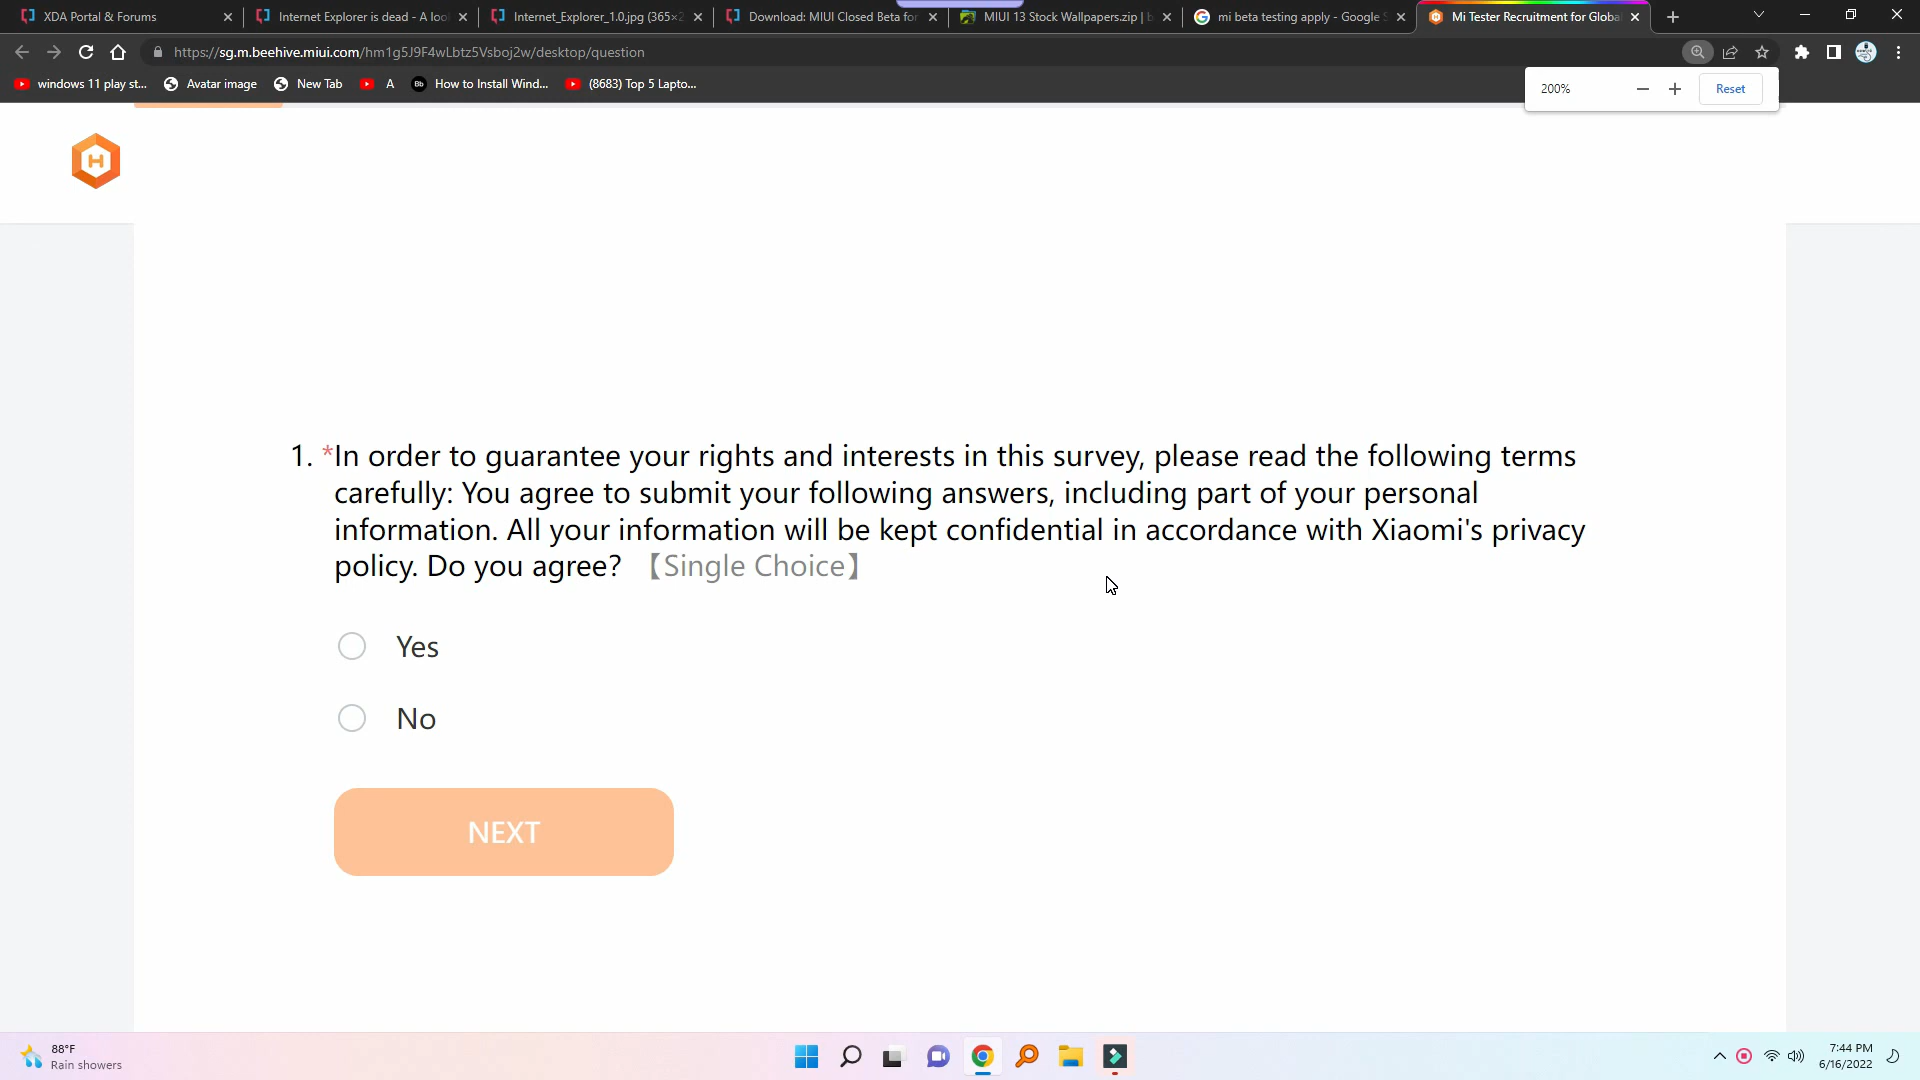 XDA Portal & Forums
Internet Explorer is dead - A loo
Internet_Explorer_1.0.jpg (365×2
Download: MIUI Closed Beta for
MIUI 13 Stock Wallpapers.zip | b
mi beta testing apply - Google S
Mi Tester Recruitment for Globa
https://sg.m.beehive.miui.com/hm1g5J9F4wLbtz5Vsboj2w/desktop/question
windows 11 play st...
Avatar image
New Tab
A
Bb
How to Install Wind...
(8683) Top 5 Lapto...
200%
Reset
H
1. *In order to guarantee your rights and interests in this survey, please read the following terms
carefully: You agree to submit your following answers, including part of your personal
information. All your information will be kept confidential in accordance with Xiaomi's privacy
policy. Do you agree? 【Single Choice】
Yes
No
NEXT
88°F
Rain showers
7:44 PM
6/16/2022